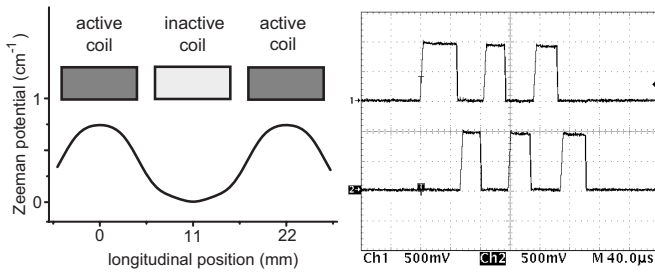 active inactive active
coil coil coil
Zeeman potential (cm⁻¹)
1
0
0 11 22
longitudinal position (mm)
1
T
2
1
Ch1 500mV Ch2 500mV M 40.0µs